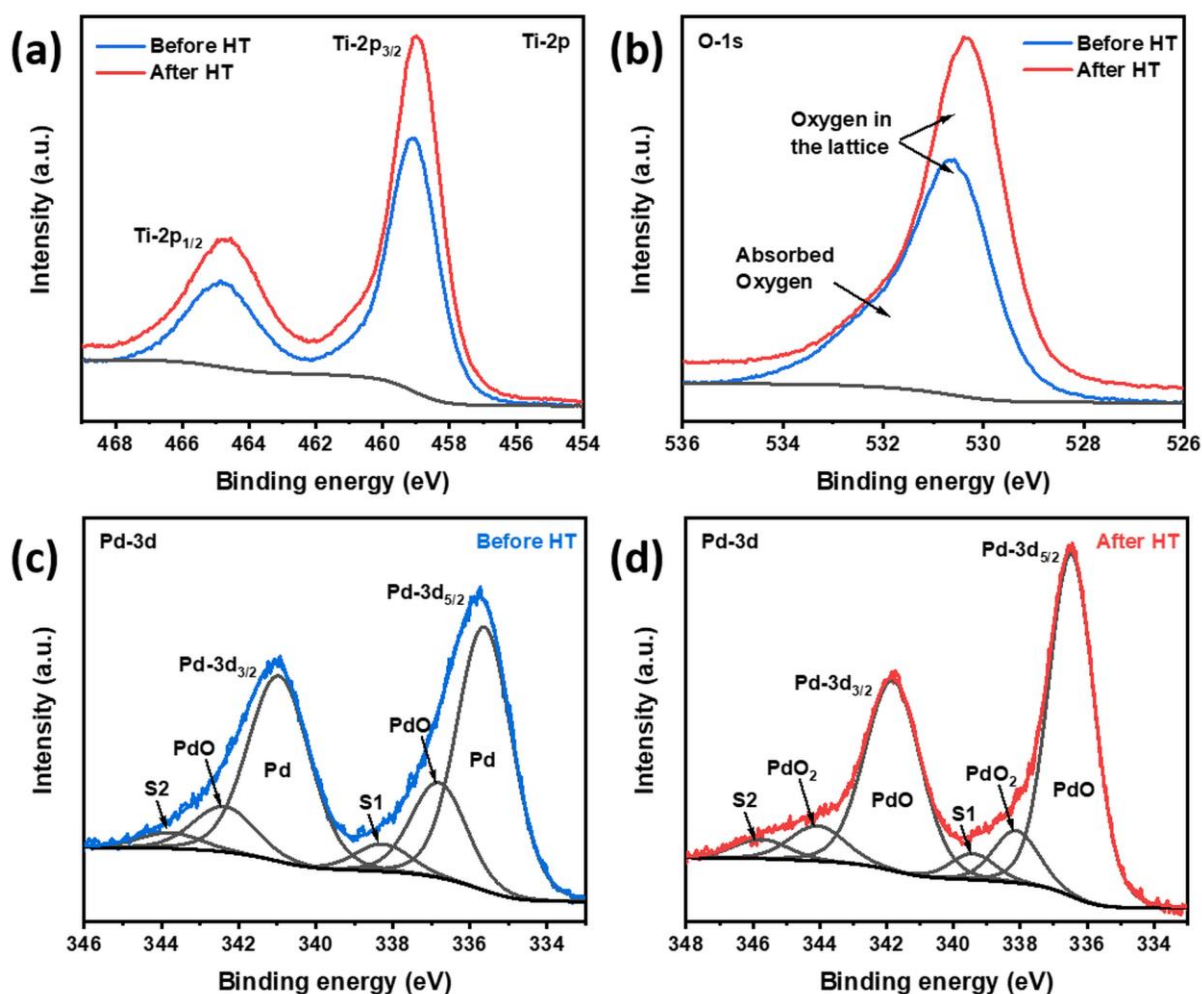 (a)
Before HT
After HT
Ti-2p3/2
Ti-2p
Ti-2p1/2
Intensity (a.u.)
468 466 464 462 460 458 456 454
Binding energy (eV)
(b)
O-1s
Before HT
After HT
Oxygen in
the lattice
Absorbed
Oxygen
Intensity (a.u.)
536 534 532 530 528 526
Binding energy (eV)
(c)
Pd-3d
Before HT
Pd-3d5/2
Pd-3d3/2
PdO
PdO
S2
Pd
S1
Pd
Intensity (a.u.)
346 344 342 340 338 336 334
Binding energy (eV)
(d)
Pd-3d
After HT
Pd-3d5/2
Pd-3d3/2
PdO2
PdO2
S2
PdO
S1
PdO
Intensity (a.u.)
348 346 344 342 340 338 336 334
Binding energy (eV)